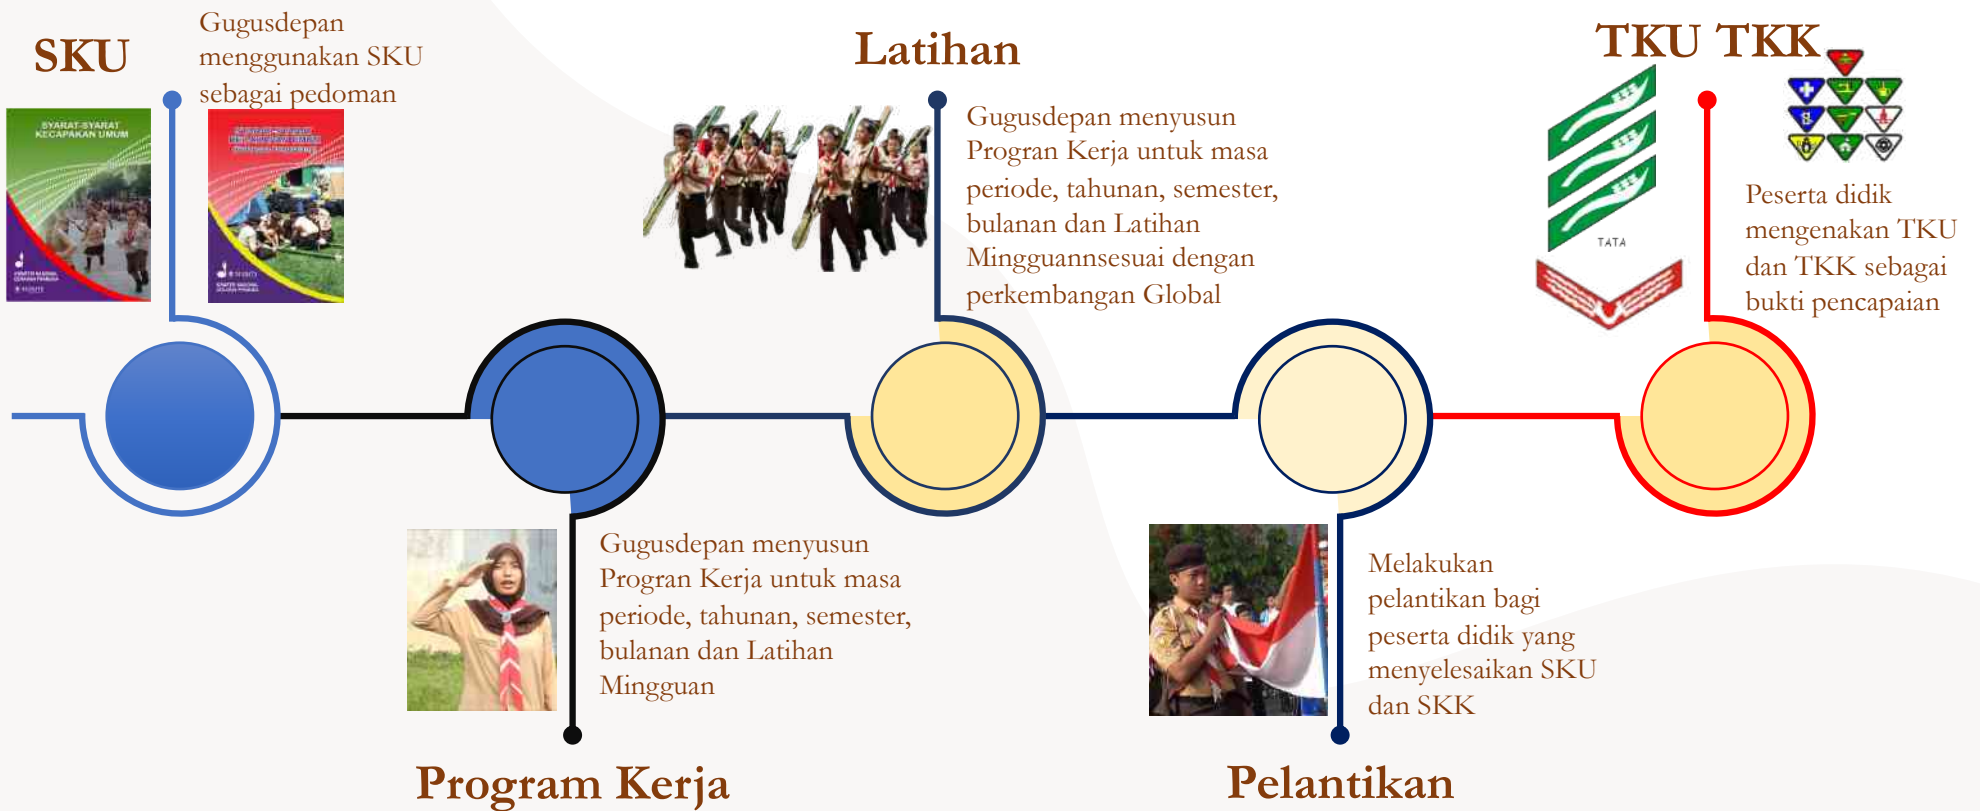 SKU
Gugusdepan
menggunakan SKU
sebagai pedoman
SYARAT-SYARAT
KECAPAKAN UMUM
Latihan
Gugusdepan menyusun
Progran Kerja untuk masa
periode, tahunan, semester,
bulanan dan Latihan
Mingguannsesuai dengan
perkembangan Global
TKU TKK
TATA
Peserta didik
mengenakan TKU
dan TKK sebagai
bukti pencapaian
Gugusdepan menyusun
Progran Kerja untuk masa
periode, tahunan, semester,
bulanan dan Latihan
Mingguan
Program Kerja
Melakukan
pelantikan bagi
peserta didik yang
menyelesaikan SKU
dan SKK
Pelantikan